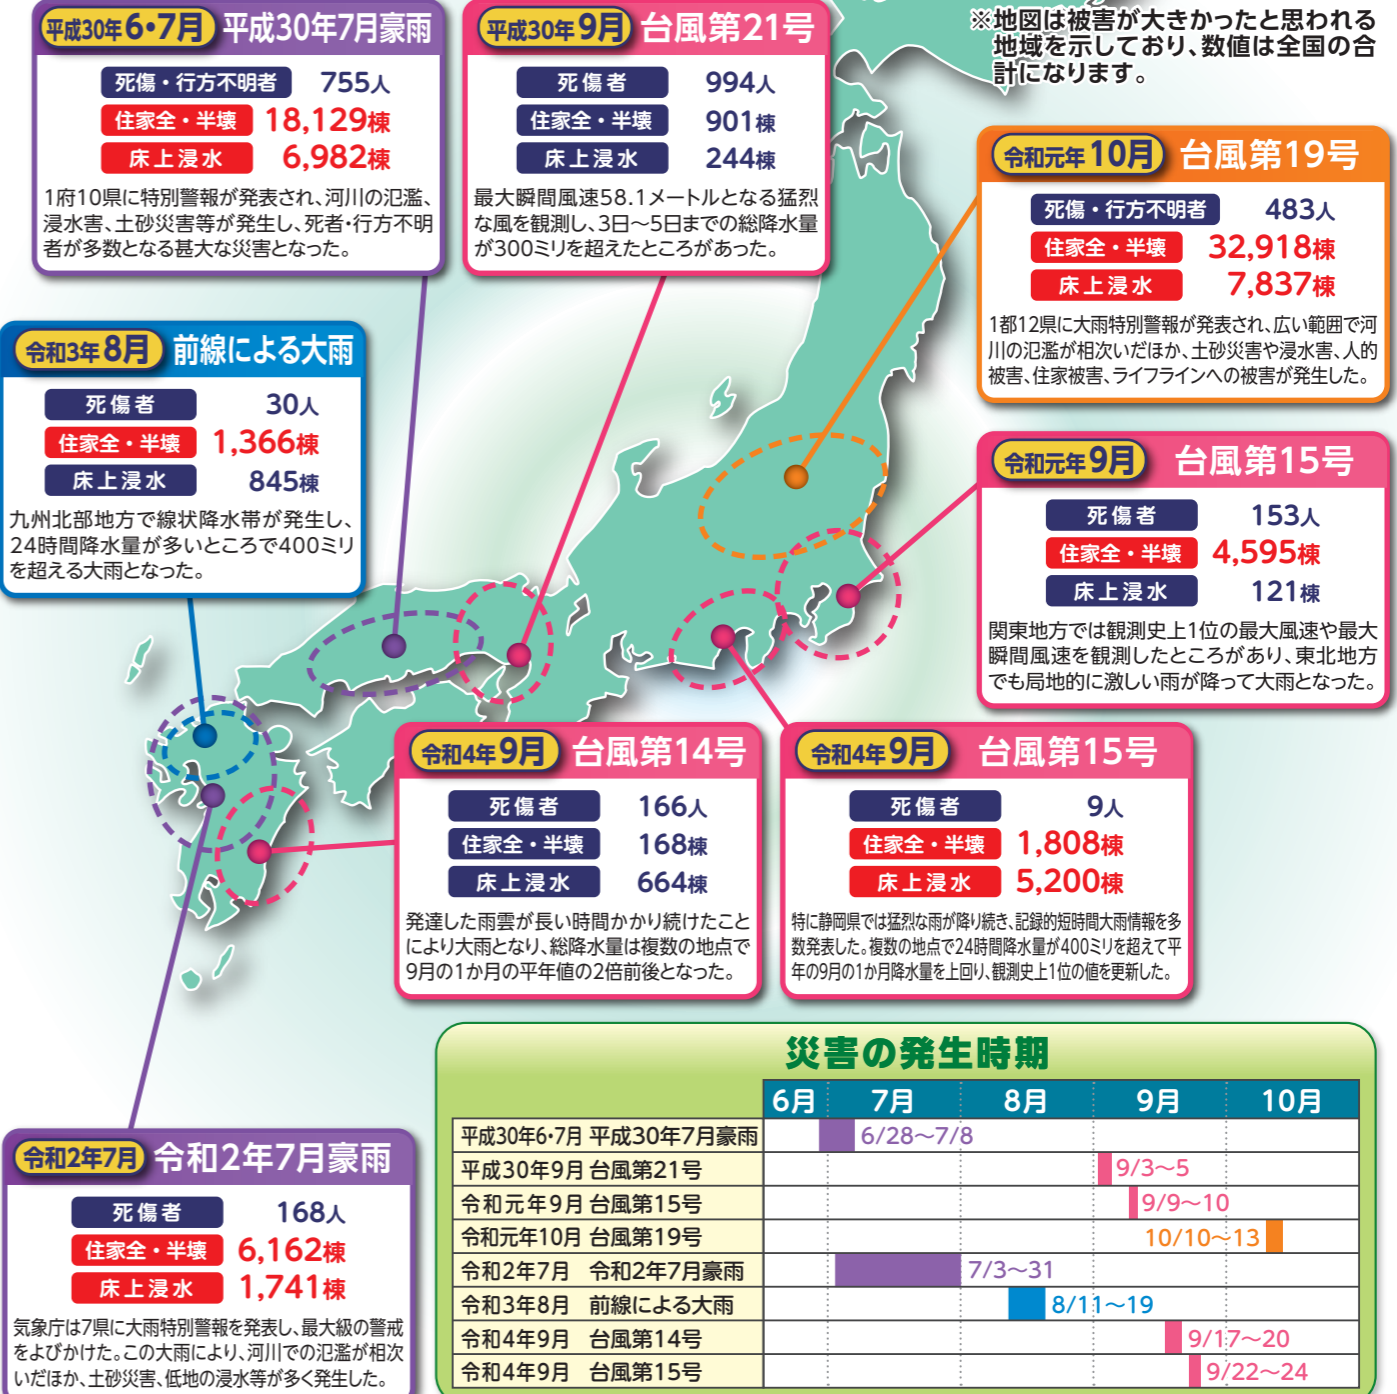 平成30年6・7月 平成30年7月豪雨
死傷・行方不明者 755人
住家全・半壊 18,129棟
床上浸水 6,982棟
1府10県に特別警報が発表され、河川の氾濫、
浸水害、土砂災害等が発生し、死者・行方不明
者が多数となる甚大な災害となった。
平成30年9月 台風第21号
死傷者 994人
住家全・半壊 901棟
床上浸水 244棟
最大瞬間風速58.1メートルとなる猛烈
な風を観測し、3日〜5日までの総降水量
が300ミリを超えたところがあった。
※地図は被害が大きかったと思われる
地域を示しており、数値は全国の合
計になります。
令和元年10月 台風第19号
死傷・行方不明者 483人
住家全・半壊 32,918棟
床上浸水 7,837棟
1都12県に大雨特別警報が発表され、広い範囲で河
川の氾濫が相次いだほか、土砂災害や浸水害、人的
被害、住家被害、ライフラインへの被害が発生した。
令和3年8月 前線による大雨
死傷者 30人
住家全・半壊 1,366棟
床上浸水 845棟
九州北部地方で線状降水帯が発生し、
24時間降水量が多いところで400ミリ
を超える大雨となった。
令和元年9月 台風第15号
死傷者 153人
住家全・半壊 4,595棟
床上浸水 121棟
関東地方では観測史上1位の最大風速や最大
瞬間風速を観測したところがあり、東北地方
でも局地的に激しい雨が降って大雨となった。
令和4年9月 台風第14号
死傷者 166人
住家全・半壊 168棟
床上浸水 664棟
発達した雨雲が長い時間かかり続けたこと
により大雨となり、総降水量は複数の地点で
9月の1か月の平年値の2倍前後となった。
令和4年9月 台風第15号
死傷者 9人
住家全・半壊 1,808棟
床上浸水 5,200棟
特に静岡県では猛烈な雨が降り続き、記録的短時間大雨情報を多
数発表した。複数の地点で24時間降水量が400ミリを超えて平
年の9月の1か月降水量を上回り、観測史上1位の値を更新した。
令和2年7月 令和2年7月豪雨
死傷者 168人
住家全・半壊 6,162棟
床上浸水 1,741棟
気象庁は7県に大雨特別警報を発表し、最大級の警戒
をよびかけた。この大雨により、河川での氾濫が相次
いだほか、土砂災害、低地の浸水等が多く発生した。
災害の発生時期
6月 7月 8月 9月 10月
平成30年6・7月 平成30年7月豪雨 6/28〜7/8
平成30年9月 台風第21号 9/3〜5
令和元年9月 台風第15号 9/9〜10
令和元年10月 台風第19号 10/10〜13
令和2年7月 令和2年7月豪雨 7/3〜31
令和3年8月 前線による大雨 8/11〜19
令和4年9月 台風第14号 9/17〜20
令和4年9月 台風第15号 9/22〜24